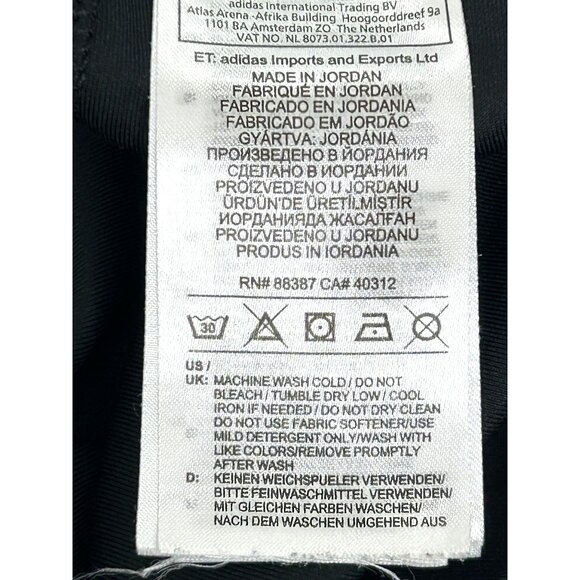 adidas International Trading BV
Atlas Arena -Afrika Building Hoogoorddreef 9a
1101 BA Amsterdam ZO The Netherlands
VAT NO. NL 8073.01.322.B.01
ET: adidas Imports and Exports Ltd
MADE IN JORDAN
FABRIQUÉ EN JORDAN
FABRICADO EN JORDANIA
FABRICADO EM JORDÃO
GYÁRTVA: JORDÁNIA
ПРОИЗВЕДЕНО В ЙОРДАНИЯ
СДЕЛАНО В ИОРДАНИИ
PROIZVEDENO U JORDANU
ÜRDÜN'DE ÜRETİLMİŞTİR
ИОРДАНИЯДА ЖАСАЛҒАН
PROIZVEDENO U JORDANU
PRODUS IN IORDANIA
RN# 88387 CA# 40312
30
US /
UK: MACHINE WASH COLD / DO NOT
BLEACH / TUMBLE DRY LOW / COOL
IRON IF NEEDED / DO NOT DRY CLEAN
DO NOT USE FABRIC SOFTENER/USE
MILD DETERGENT ONLY/WASH WITH
LIKE COLORS/REMOVE PROMPTLY
AFTER WASH
D: KEINEN WEICHSPUELER VERWENDEN/
BITTE FEINWASCHMITTEL VERWENDEN/
MIT GLEICHEN FARBEN WASCHEN/
NACH DEM WASCHEN UMGEHEND AUS